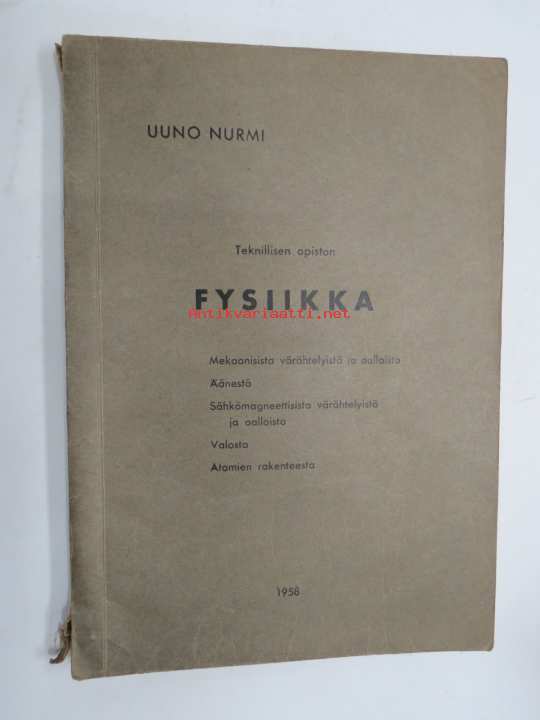 UUNO NURMI
Teknillisen opiston
FYSIIKKA
Antikvariaatti.net
Mekaanisista värähtelyistä ja aalloista
Äänestä
Sähkömagneettisista värähtelyistä
ja aalloista
Valosta
Atomien rakenteesta
1958